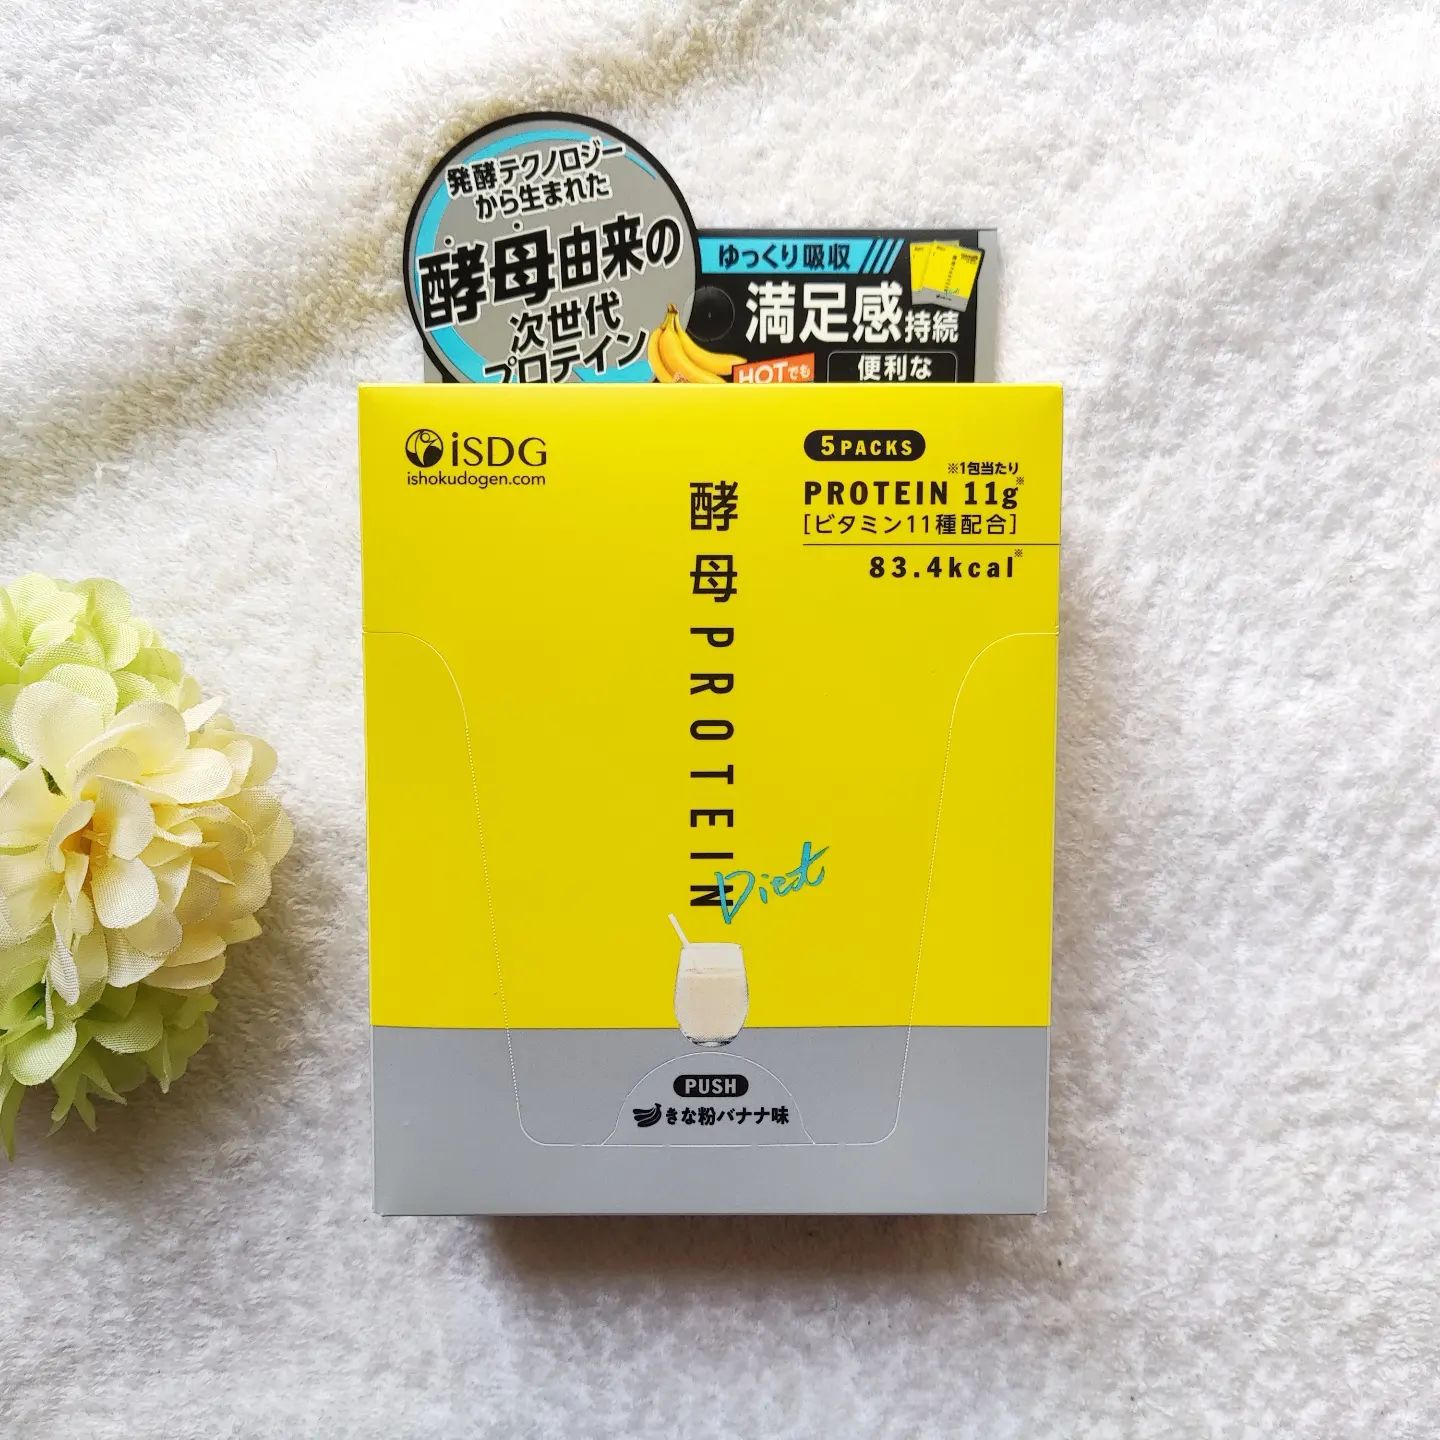 発酵テクノロジー
から生まれた
酵母由来の
次世代
プロテイン
ゆっくり吸収
満足感持続
HOTでも
便利な
iSDG
ishokudogen.com
5PACKS
※1包当たり
PROTEIN 11g※
[ビタミン11種配合]
83.4kcal※
酵母PROTEIN
Diet
PUSH
きな粉バナナ味